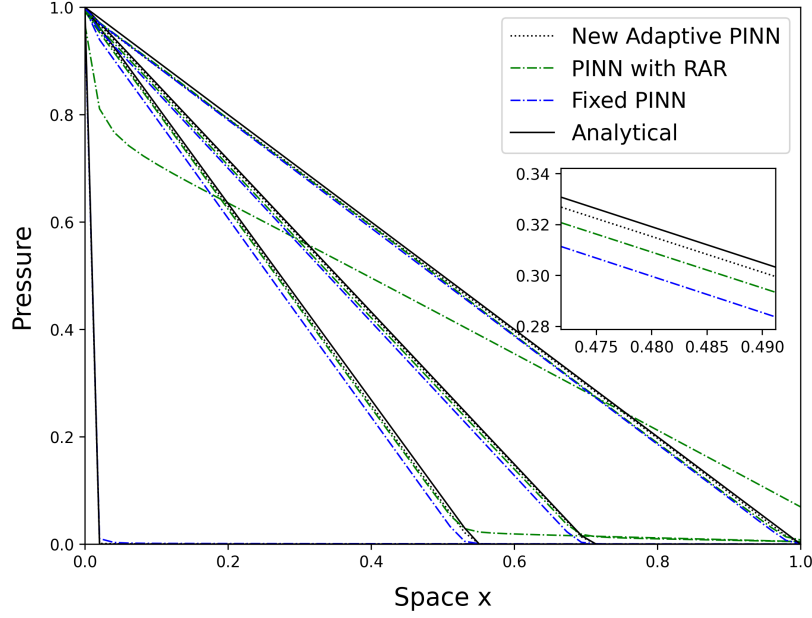 1.0
0.8
0.6
0.4
0.2
0.0
Pressure
New Adaptive PINN
PINN with RAR
Fixed PINN
Analytical
0.34
0.32
0.30
0.28
0.475 0.480 0.485 0.490
0.0 0.2 0.4 0.6 0.8 1.0
Space x